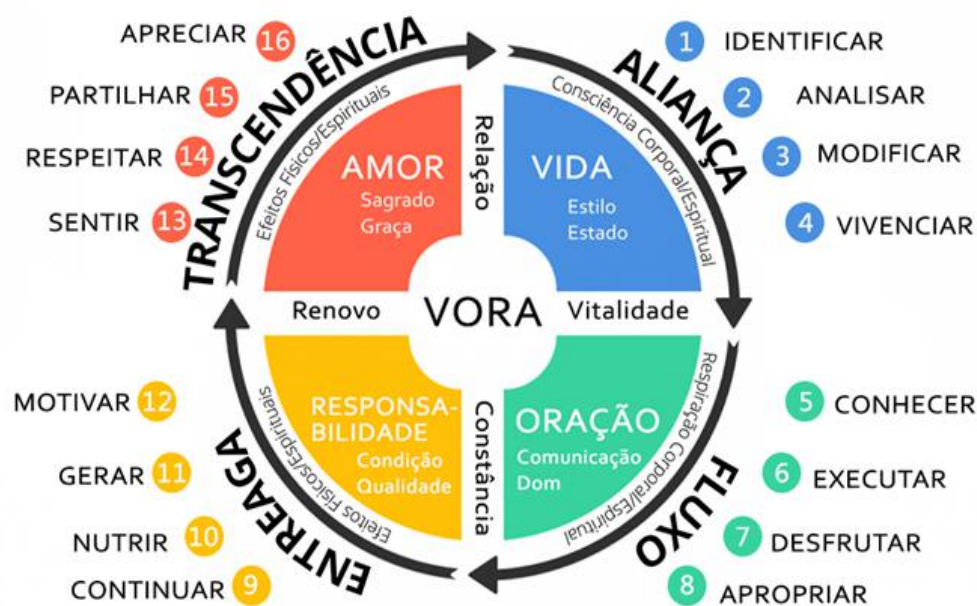 APRECIAR 16
PARTILHAR 15
RESPEITAR 14
SENTIR 13
TRANSCENDÊNCIA
Efeitos Físicos/Espirituais
AMOR
Sagrado
Graça
Relação
1 IDENTIFICAR
2 ANALISAR
3 MODIFICAR
4 VIVENCIAR
ALIANÇA
Consciência Corporal/Espiritual
VIDA
Estilo
Estado
Renovo
VORA
Vitalidade
MOTIVAR 12
GERAR 11
NUTRIR 10
CONTINUAR 9
ENTREAGA
Efeitos Físicos/Espirituais
RESPONSA-
BILIDADE
Condição
Qualidade
Constância
ORAÇÃO
Comunicação
Dom
Respiração Corporal/Espiritual
FLUXO
5 CONHECER
6 EXECUTAR
7 DESFRUTAR
8 APROPRIAR